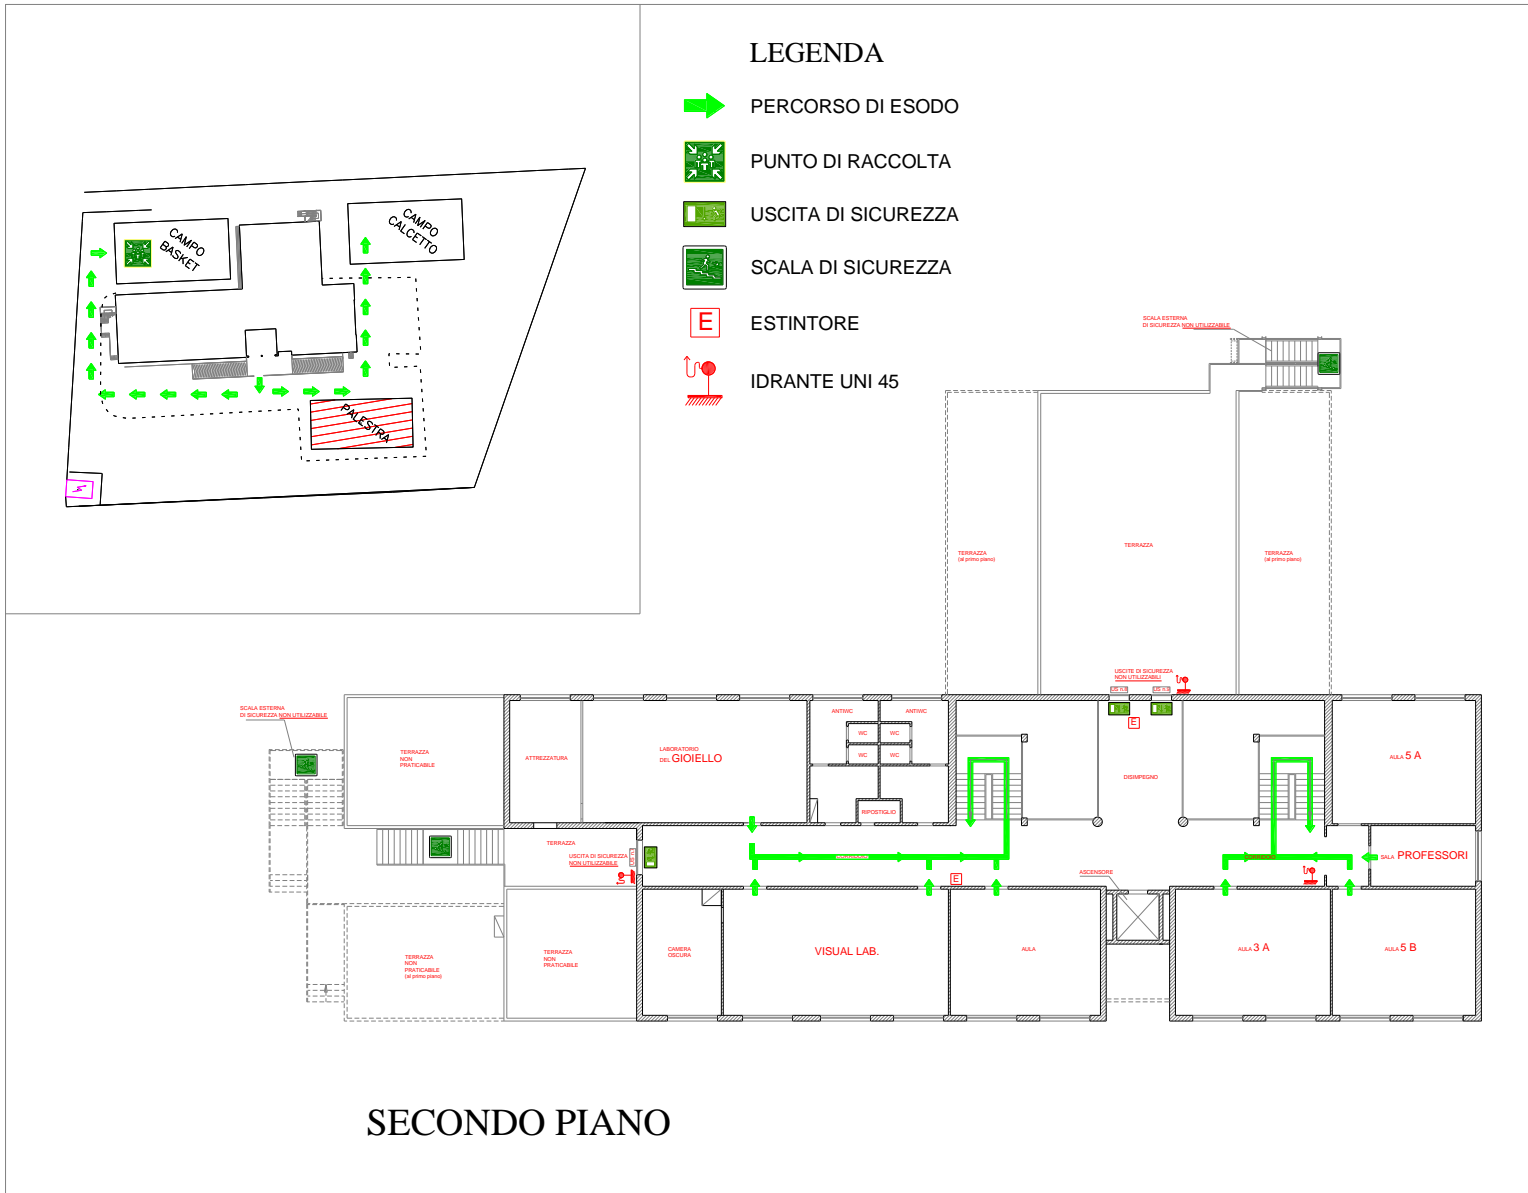 LEGENDA
PERCORSO DI ESODO
PUNTO DI RACCOLTA
USCITA DI SICUREZZA
SCALA DI SICUREZZA
E
ESTINTORE
IDRANTE UNI 45
CAMPO
BASKET
CAMPO
CALCETTO
PALESTRA
SCALA ESTERNA
DI SICUREZZA NON UTILIZZABILE
TERRAZZA
(al primo piano)
TERRAZZA
TERRAZZA
(al primo piano)
USCITE DI SICUREZZA
NON UTILIZZABILI
E
SCALA ESTERNA
DI SICUREZZA NON UTILIZZABILE
TERRAZZA
NON
PRATICABILE
ATTREZZATURA
LABORATORIO
DEL GIOIELLO
ANTIWC
ANTIWC
WC
WC
WC
WC
RIPOSTIGLIO
DISIMPEGNO
AULA 5 A
TERRAZZA
USCITA DI SICUREZZA
NON UTILIZZABILE
SALA PROFESSORI
E
ASCENSORE
TERRAZZA
NON
PRATICABILE
(al primo piano)
TERRAZZA
NON
PRATICABILE
CAMERA
OSCURA
VISUAL LAB.
AULA
AULA 3 A
AULA 5 B
SECONDO PIANO